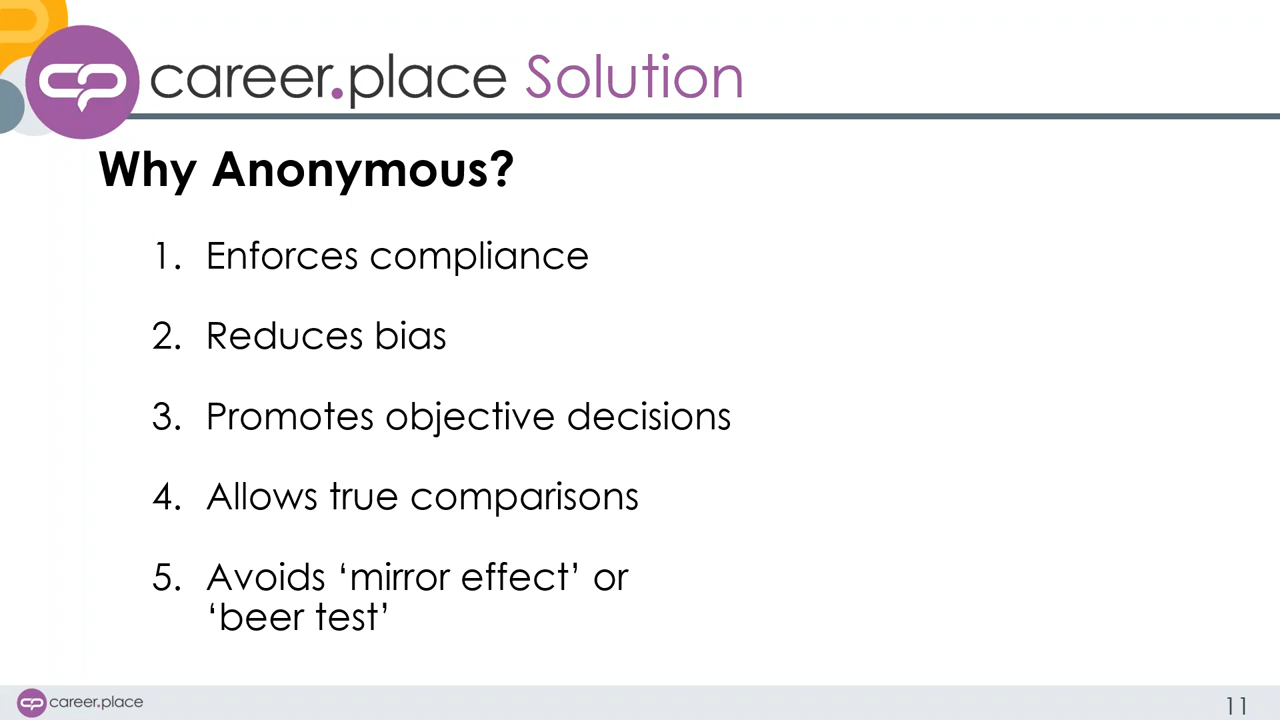 career.place Solution
Why Anonymous?
1. Enforces compliance
2. Reduces bias
3. Promotes objective decisions
4. Allows true comparisons
5. Avoids ‘mirror effect’ or
‘beer test’
cp career.place
11